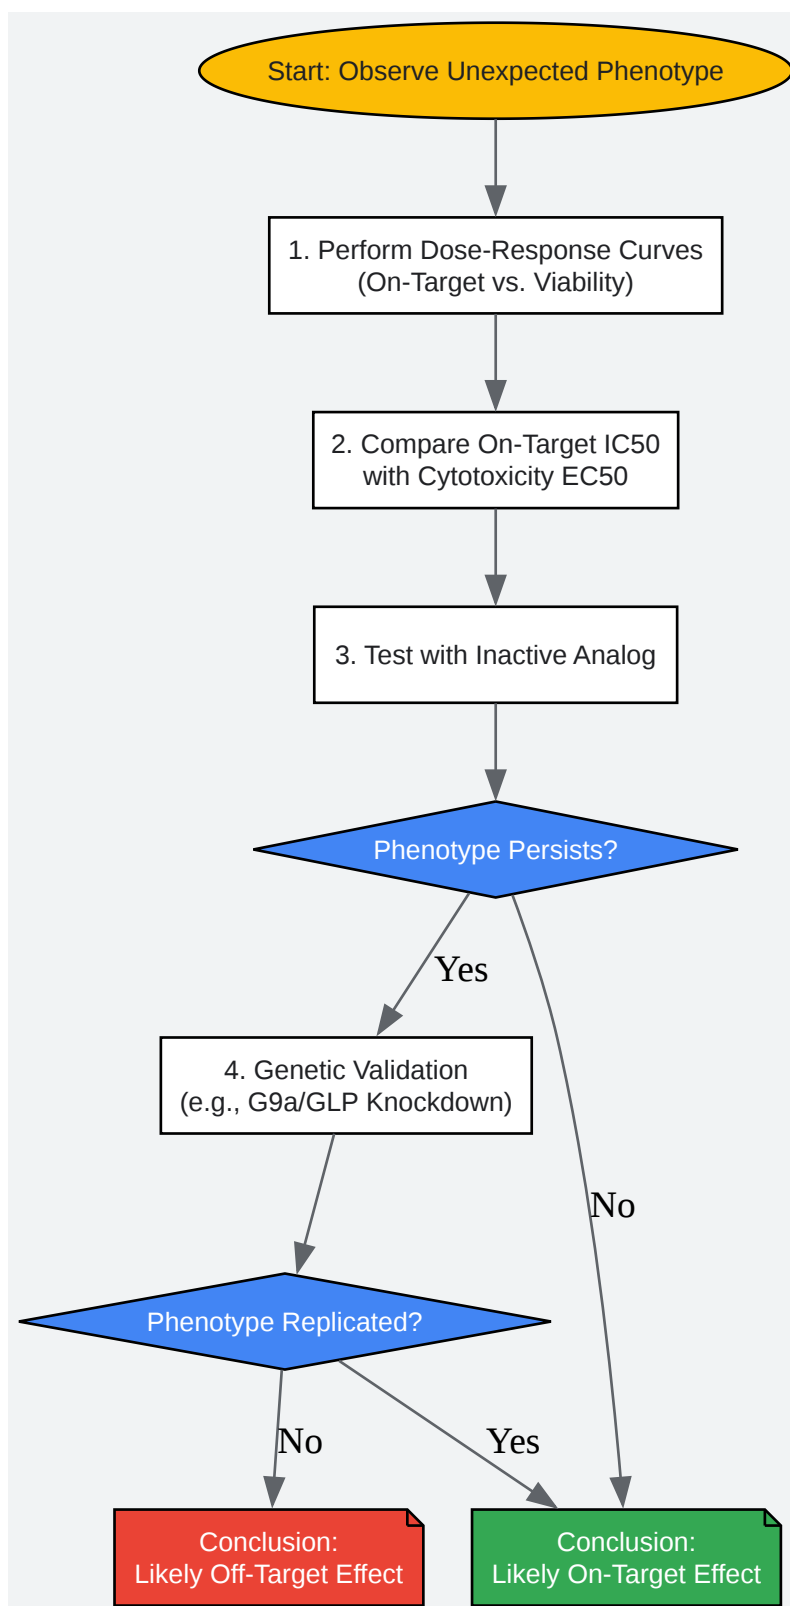 Start: Observe Unexpected Phenotype
1. Perform Dose-Response Curves
(On-Target vs. Viability)
2. Compare On-Target IC50
with Cytotoxicity EC50
3. Test with Inactive Analog
Phenotype Persists?
Yes
4. Genetic Validation
(e.g., G9a/GLP Knockdown)
No
Phenotype Replicated?
No
Yes
Conclusion:
Likely Off-Target Effect
Conclusion:
Likely On-Target Effect